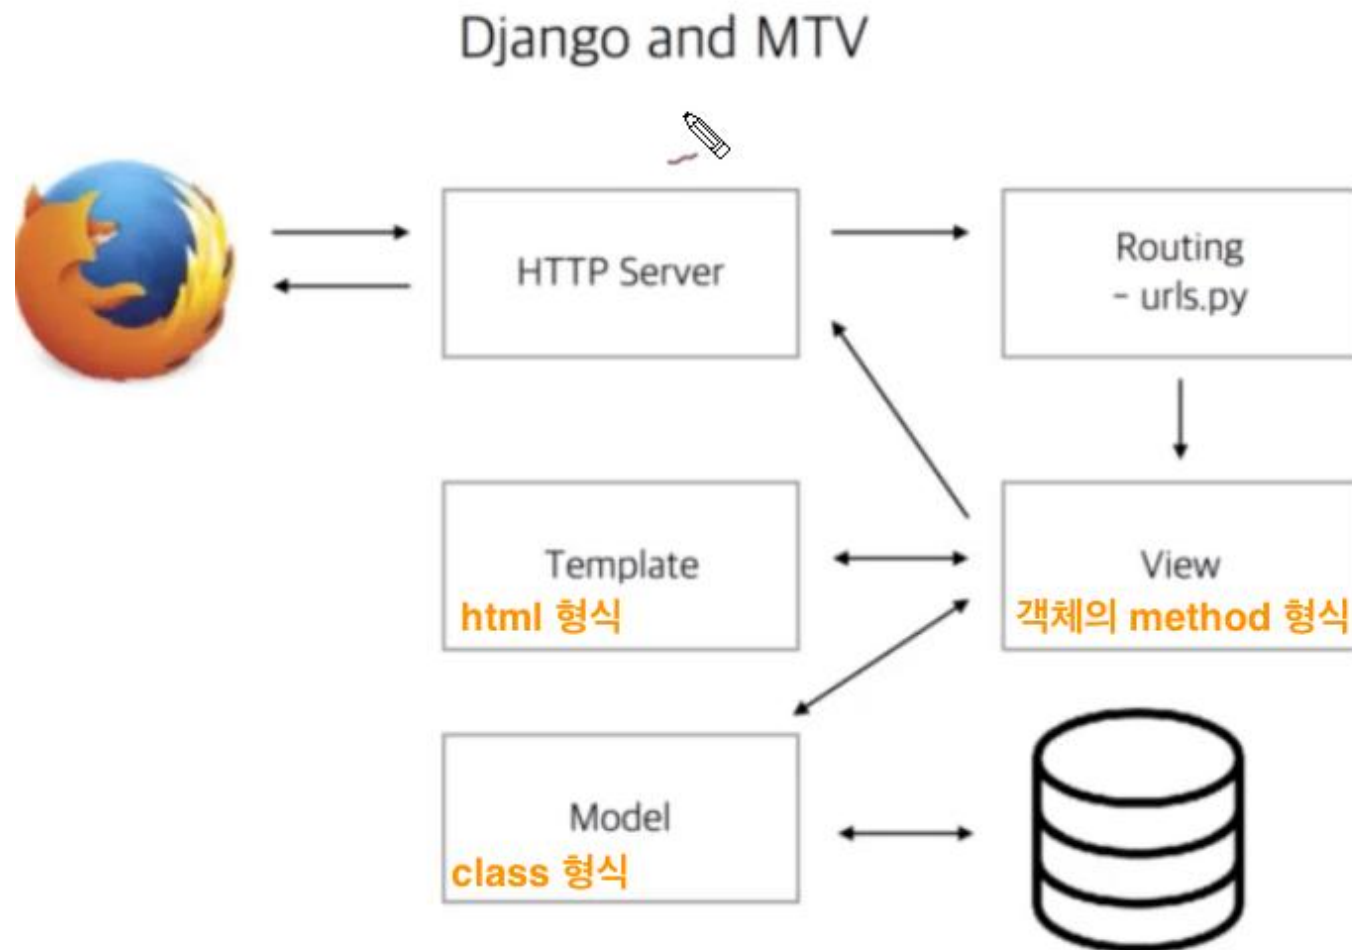 Django and MTV
HTTP Server
Routing
- urls.py
Template
html 형식
View
객체의 method 형식
Model
class 형식